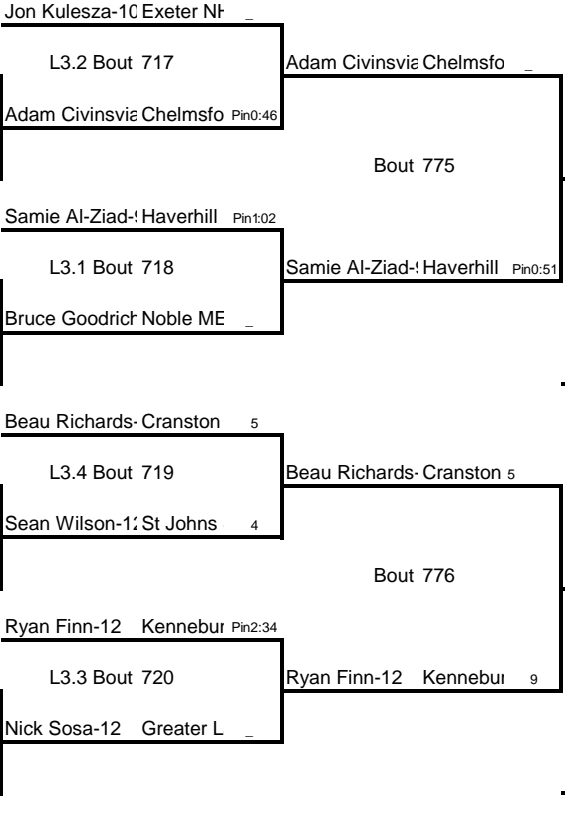 Jon Kulesza-10 Exeter NH _
L3.2 Bout 717
Adam Civinsvia Chelmsfo _
Adam Civinsvia Chelmsfo Pin0:46
Bout 775
Samie Al-Ziad-9 Haverhill Pin1:02
L3.1 Bout 718
Samie Al-Ziad-9 Haverhill Pin0:51
Bruce Goodrich Noble ME _
Beau Richards- Cranston 5
L3.4 Bout 719
Beau Richards- Cranston 5
Sean Wilson-12 St Johns 4
Bout 776
Ryan Finn-12 Kennebur Pin2:34
L3.3 Bout 720
Ryan Finn-12 Kennebur 9
Nick Sosa-12 Greater L _